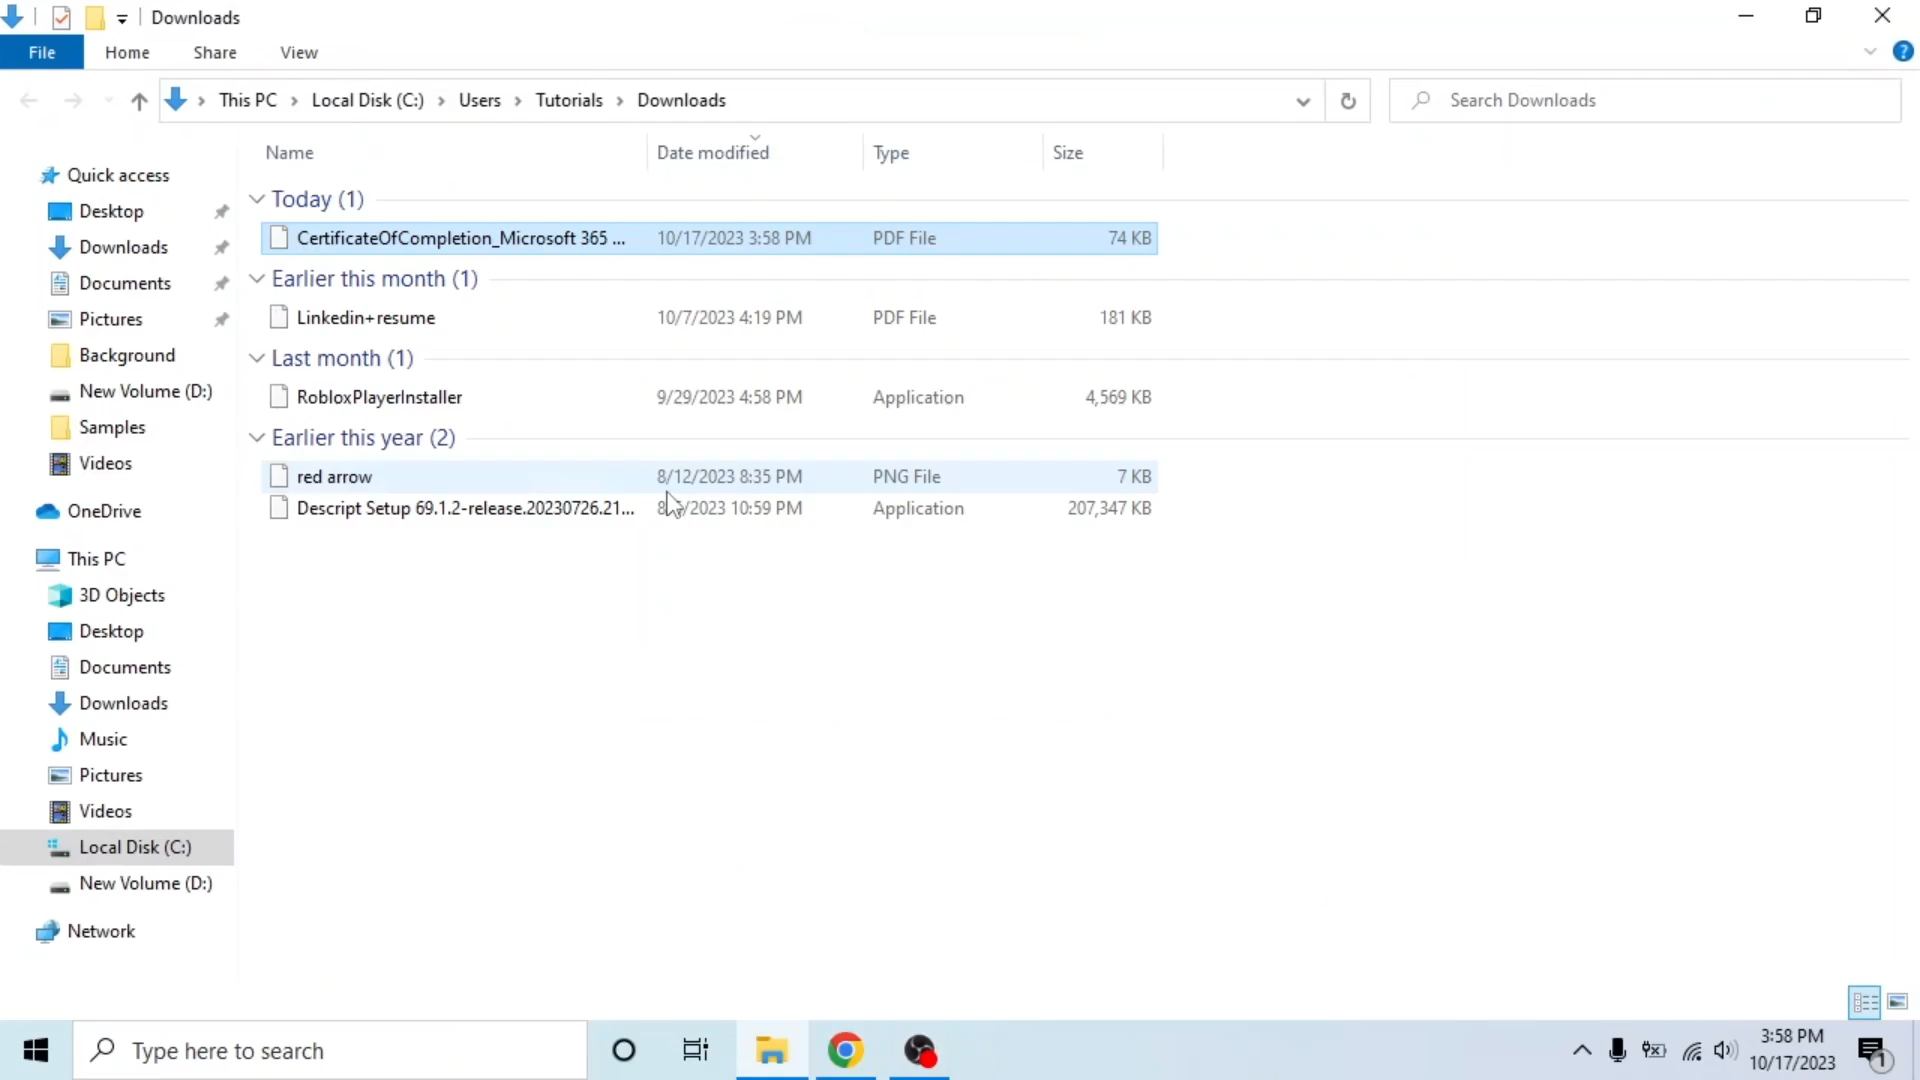 Downloads
File Home Share View
This PC Local Disk (C:) Users Tutorials Downloads
Search Downloads
Name Date modified Type Size
Quick access
Desktop
Downloads
Documents
Pictures
Background
New Volume (D:)
Samples
Videos
OneDrive
This PC
3D Objects
Desktop
Documents
Downloads
Music
Pictures
Videos
Local Disk (C:)
New Volume (D:)
Network
Today (1)
CertificateOfCompletion_Microsoft 365 ... 10/17/2023 3:58 PM PDF File 74 KB
Earlier this month (1)
Linkedin+resume 10/7/2023 4:19 PM PDF File 181 KB
Last month (1)
RobloxPlayerInstaller 9/29/2023 4:58 PM Application 4,569 KB
Earlier this year (2)
red arrow 8/12/2023 8:35 PM PNG File 7 KB
Descript Setup 69.1.2-release.20230726.21... 10:59 PM Application 207,347 KB
Type here to search
3:58 PM
10/17/2023
1